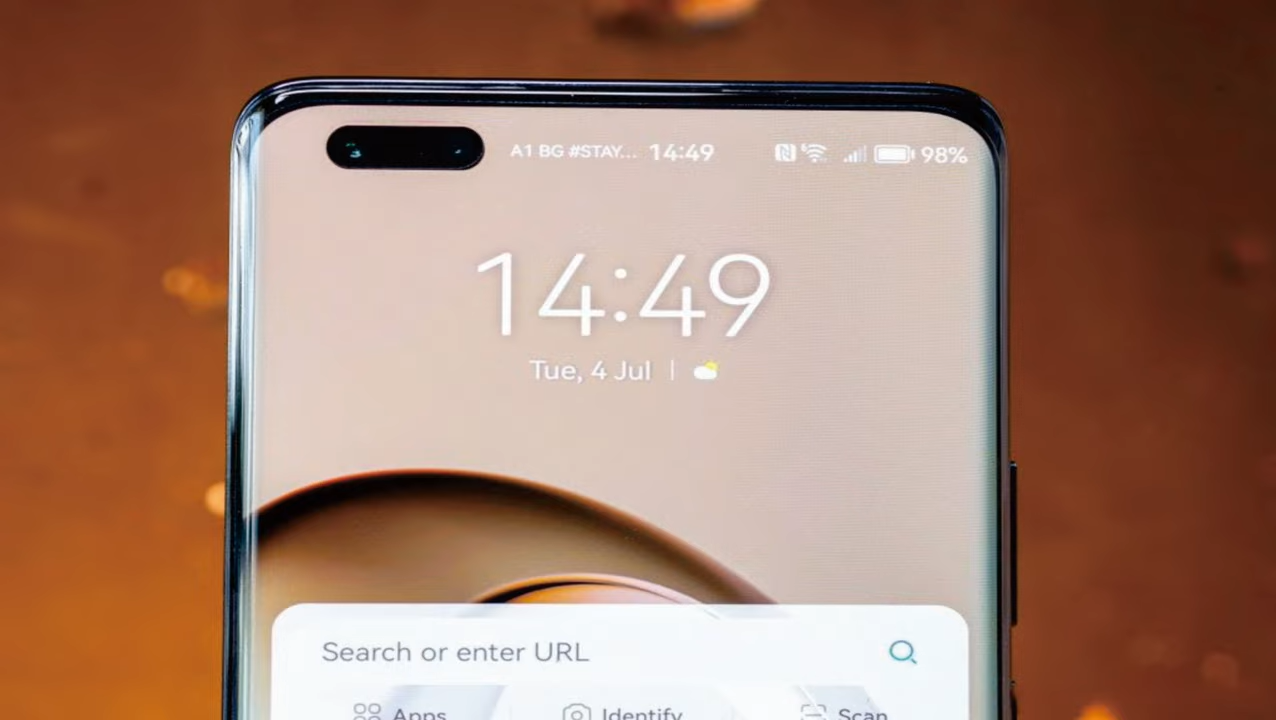 A1 BG #STAY... 14:49 98%
14:49
Tue, 4 Jul |
Search or enter URL
Apps Identify Scan